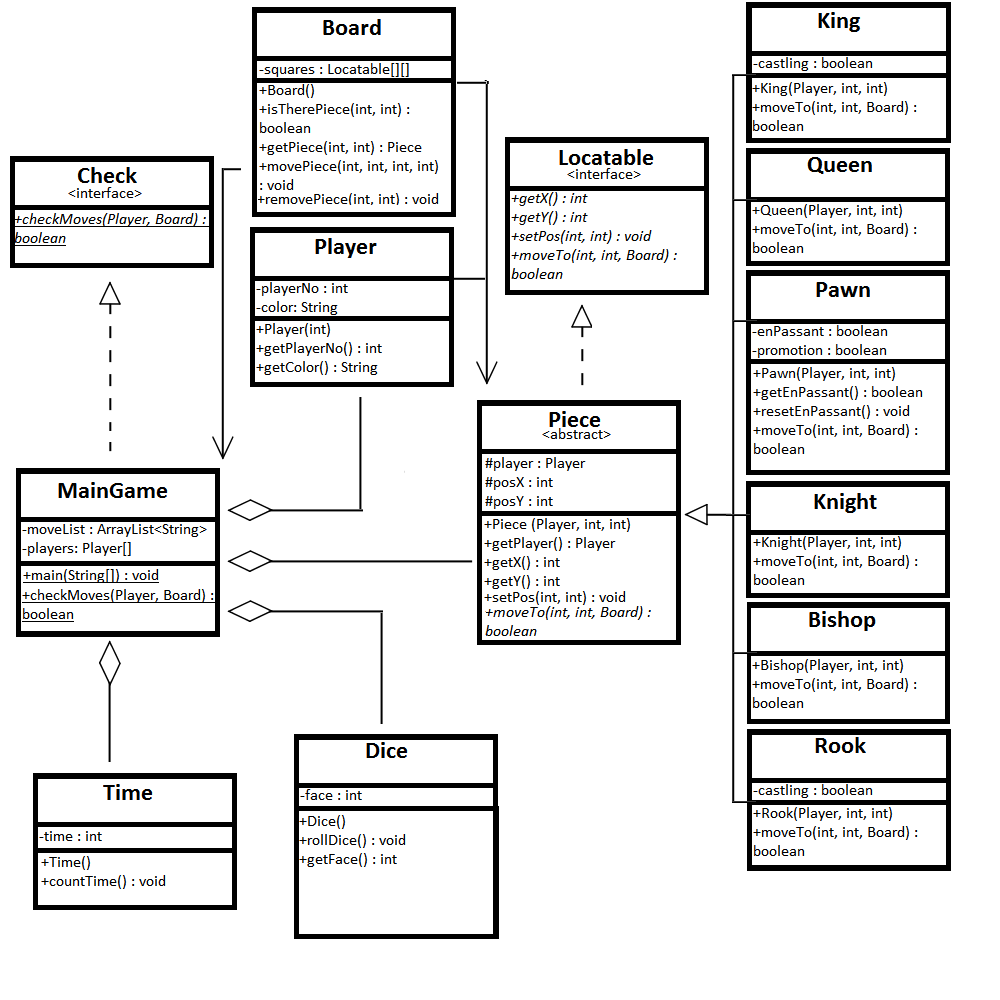 Board
-squares : Locatable[][]
+Board()
+isTherePiece(int, int) :
boolean
+getPiece(int, int) : Piece
+movePiece(int, int, int, int)
: void
+removePiece(int, int) : void
Check
<interface>
+checkMoves(Player, Board) :
boolean
Player
-playerNo : int
-color: String
+Player(int)
+getPlayerNo() : int
+getColor() : String
Locatable
<interface>
+getX() : int
+getY() : int
+setPos(int, int) : void
+moveTo(int, int, Board) :
boolean
MainGame
-moveList : ArrayList<String>
-players: Player[]
+main(String[]) : void
+checkMoves(Player, Board) :
boolean
Piece
<abstract>
#player : Player
#posX : int
#posY : int
+Piece (Player, int, int)
+getPlayer() : Player
+getX() : int
+getY() : int
+setPos(int, int) : void
+moveTo(int, int, Board) :
boolean
Time
-time : int
+Time()
+countTime() : void
Dice
-face : int
+Dice()
+rollDice() : void
+getFace() : int
King
-castling : boolean
+King(Player, int, int)
+moveTo(int, int, Board) :
boolean
Queen
+Queen(Player, int, int)
+moveTo(int, int, Board) :
boolean
Pawn
-enPassant : boolean
-promotion : boolean
+Pawn(Player, int, int)
+getEnPassant() : boolean
+resetEnPassant() : void
+moveTo(int, int, Board) :
boolean
Knight
+Knight(Player, int, int)
+moveTo(int, int, Board) :
boolean
Bishop
+Bishop(Player, int, int)
+moveTo(int, int, Board) :
boolean
Rook
-castling : boolean
+Rook(Player, int, int)
+moveTo(int, int, Board) :
boolean